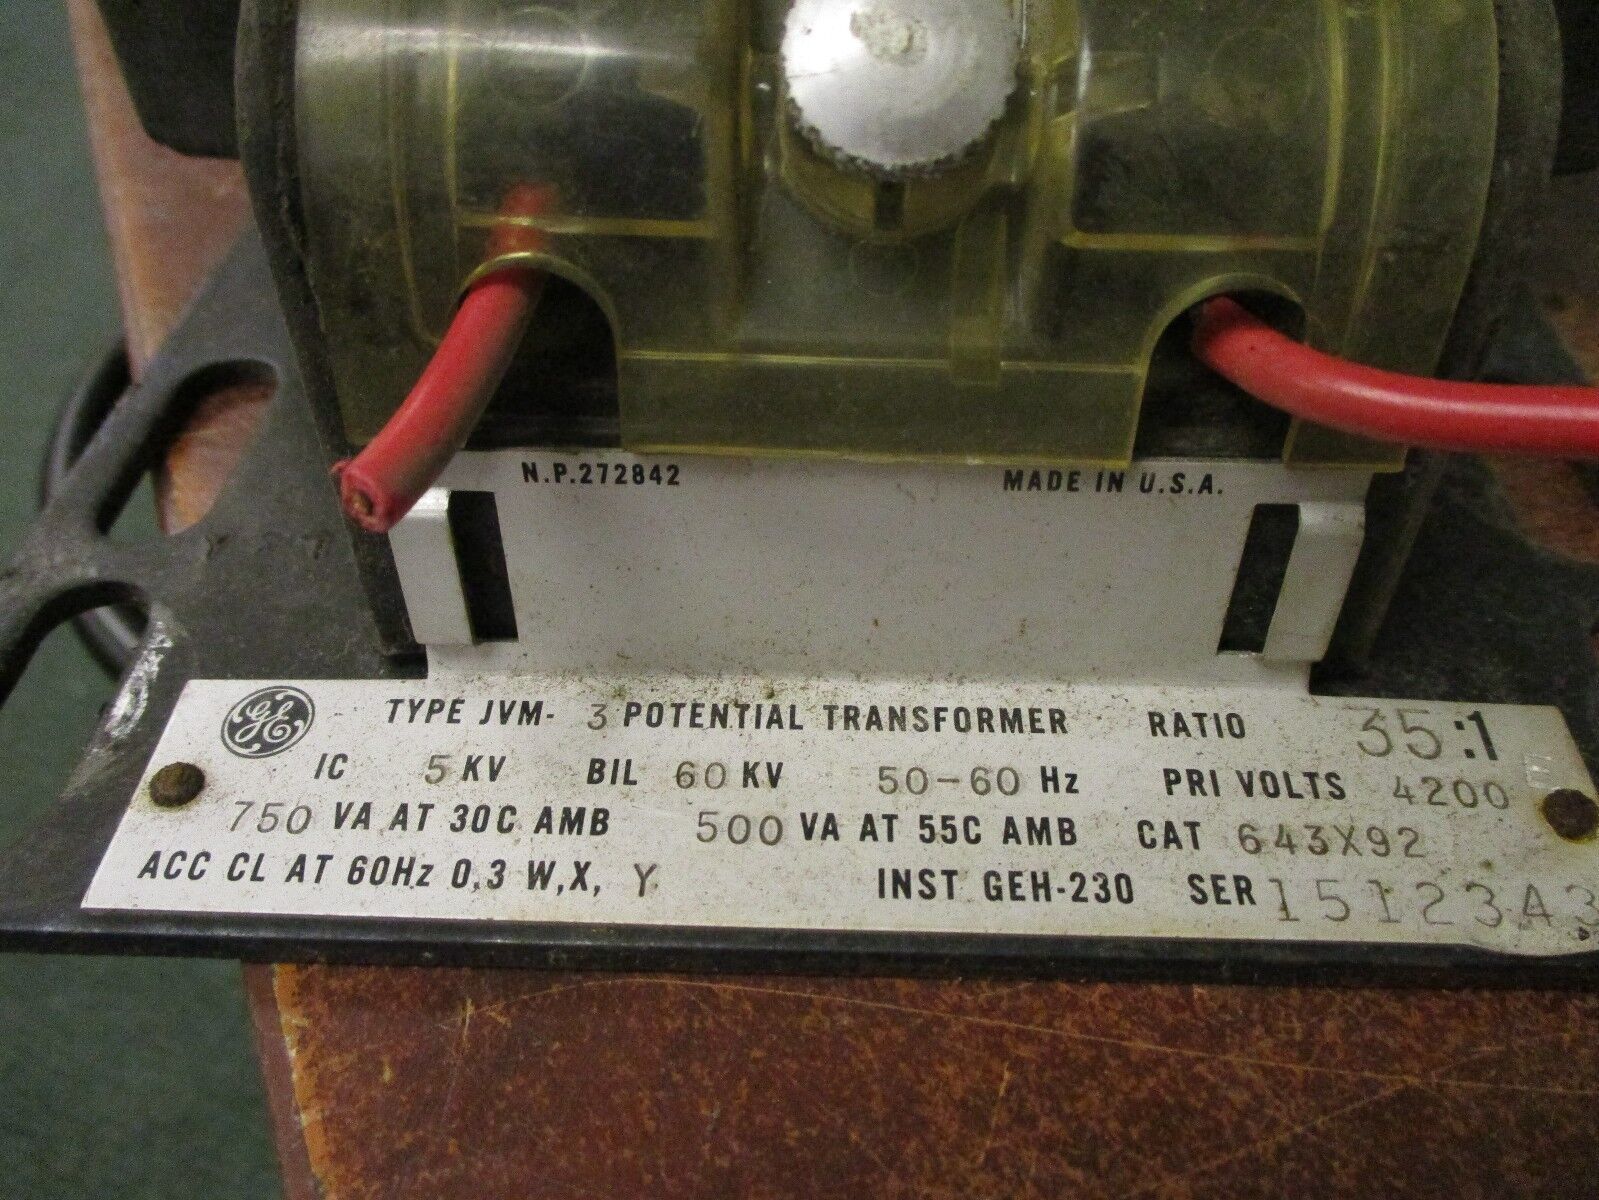 N.P.272842 MADE IN U.S.A.
GE TYPE JVM- 3 POTENTIAL TRANSFORMER RATIO 35:1
IC 5 KV BIL 60 KV 50-60 Hz PRI VOLTS 4200
750 VA AT 30C AMB 500 VA AT 55C AMB CAT 643X92
ACC CL AT 60Hz 0.3 W,X, Y INST GEH-230 SER 15123A3